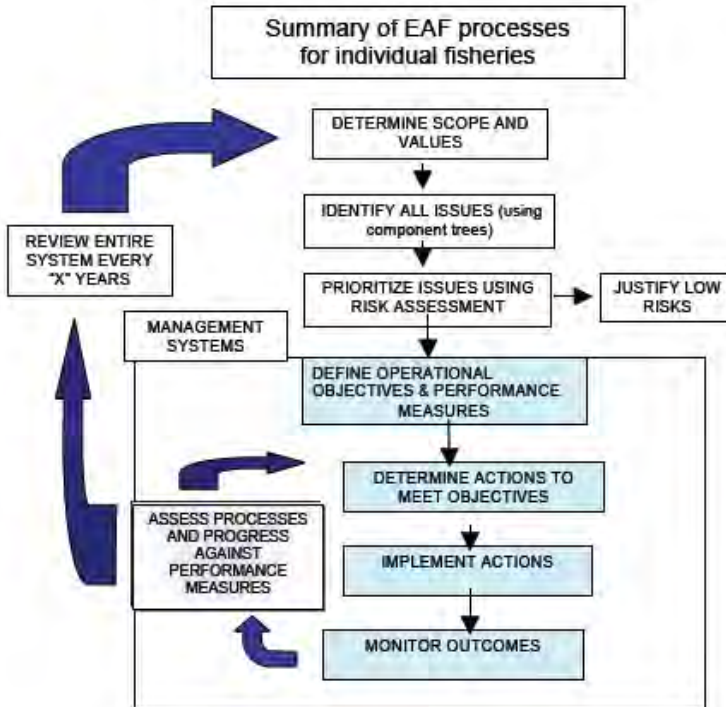 Summary of EAF processes
for individual fisheries
DETERMINE SCOPE AND
VALUES
IDENTIFY ALL ISSUES (using
component trees)
REVIEW ENTIRE
SYSTEM EVERY
"X" YEARS
PRIORITIZE ISSUES USING
RISK ASSESSMENT
JUSTIFY LOW
RISKS
MANAGEMENT
SYSTEMS
DEFINE OPERATIONAL
OBJECTIVES & PERFORMANCE
MEASURES
DETERMINE ACTIONS TO
MEET OBJECTIVES
ASSESS PROCESSES
AND PROGRESS
AGAINST
PERFORMANCE
MEASURES
IMPLEMENT ACTIONS
MONITOR OUTCOMES